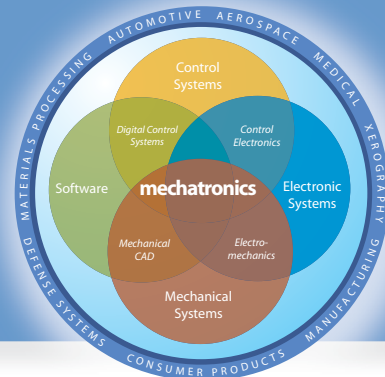 MATERIALS PROCESSING AUTOMOTIVE AEROSPACE MEDICAL XEROGRAPHY
Control
Systems
Digital Control
Systems
Control
Electronics
Software
mechatronics
Electronic
Systems
Mechanical
CAD
Electro-
mechanics
Mechanical
Systems
DEFENSE SYSTEMS CONSUMER PRODUCTS MANUFACTURING